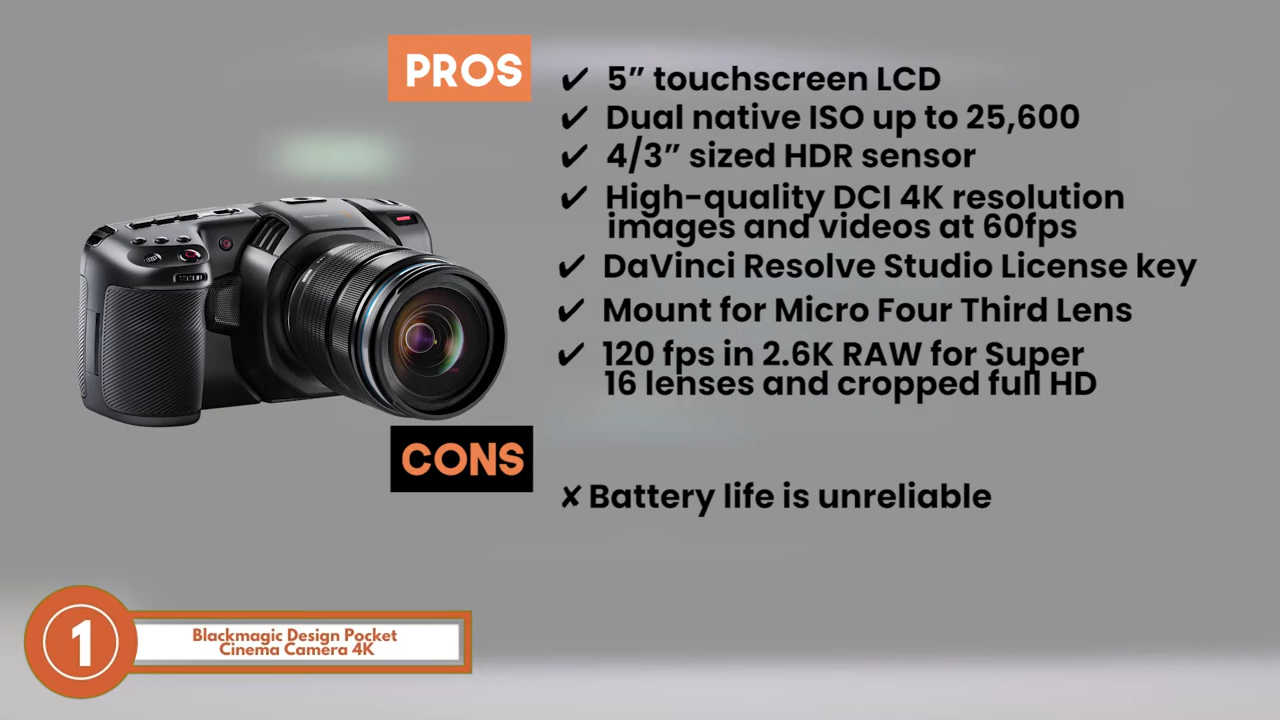 PROS
✔ 5” touchscreen LCD
✔ Dual native ISO up to 25,600
✔ 4/3” sized HDR sensor
✔ High-quality DCI 4K resolution
images and videos at 60fps
✔ DaVinci Resolve Studio License key
✔ Mount for Micro Four Third Lens
✔ 120 fps in 2.6K RAW for Super
16 lenses and cropped full HD
CONS
✘ Battery life is unreliable
1
Blackmagic Design Pocket
Cinema Camera 4K